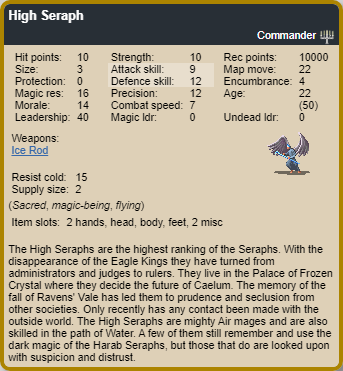 High Seraph
Commander
Hit points: 10 Strength: 10 Rec points: 10000
Size: 3 Attack skill: 9 Map move: 22
Protection: 0 Defence skill: 12 Encumbrance: 4
Magic res: 16 Precision: 12 Age: 22
Morale: 14 Combat speed: 7 (50)
Leadership: 40 Magic ldr: 0 Undead ldr: 0
Weapons:
Ice Rod
Resist cold: 15
Supply size: 2
(Sacred, magic-being, flying)
Item slots: 2 hands, head, body, feet, 2 misc
The High Seraphs are the highest ranking of the Seraphs. With the
disappearance of the Eagle Kings they have turned from
administrators and judges to rulers. They live in the Palace of Frozen
Crystal where they decide the future of Caelum. The memory of the
fall of Ravens' Vale has led them to prudence and seclusion from
other societies. Only recently has any contact been made with the
outside world. The High Seraphs are mighty Air mages and are also
skilled in the path of Water. A few of them still remember and use
the dark magic of the Harab Seraphs, but those that do are looked
upon with suspicion and distrust.